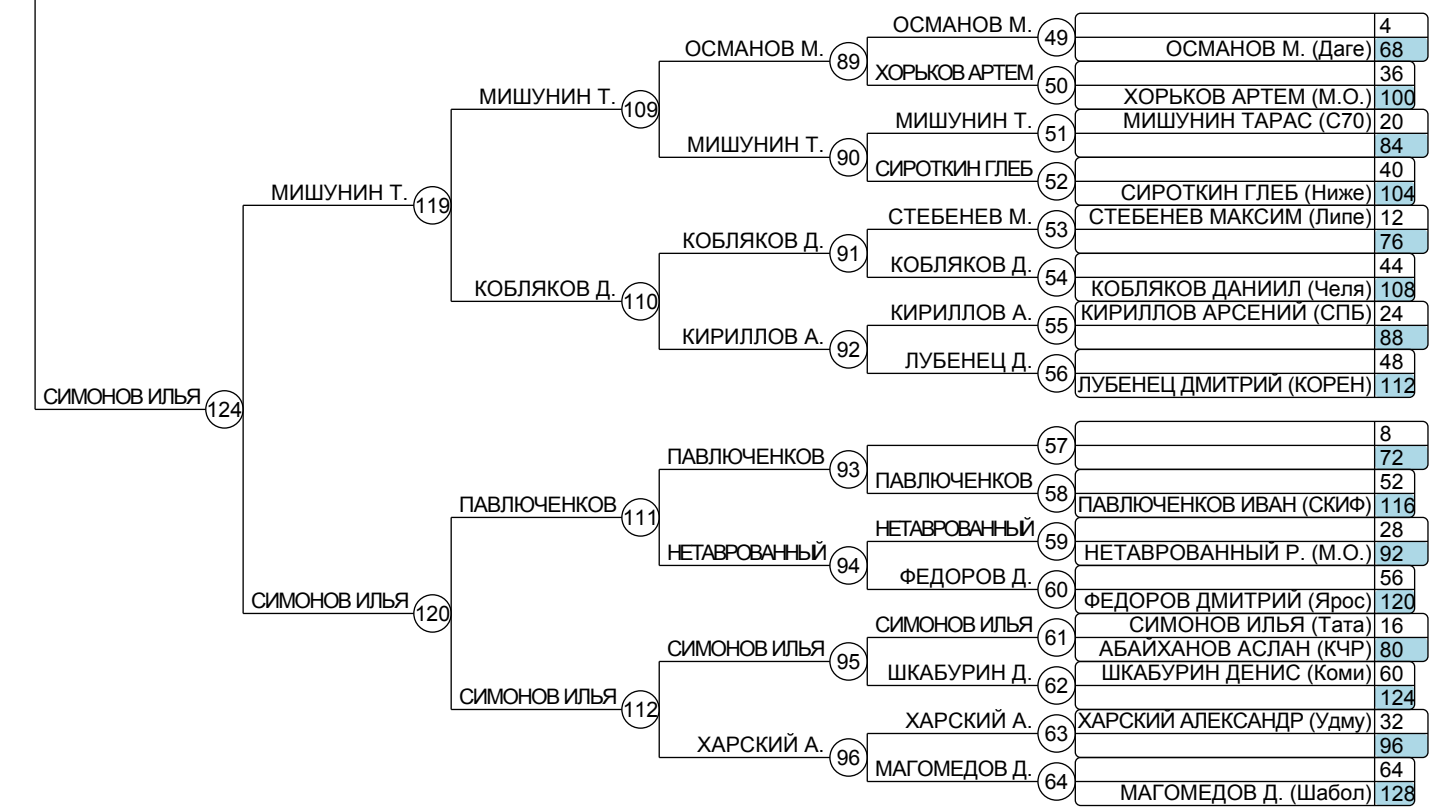 ОСМАНОВ М. 49 4
ОСМАНОВ М. 89 ОСМАНОВ М. (Даге) 68
ХОРЬКОВ АРТЕМ 50 36
МИШУНИН Т. 109 ХОРЬКОВ АРТЕМ (М.О.) 100
МИШУНИН Т. 51 МИШУНИН ТАРАС (С70) 20
МИШУНИН Т. 90 84
СИРОТКИН ГЛЕБ 52 40
МИШУНИН Т. 119 СИРОТКИН ГЛЕБ (Ниже) 104
СТЕБЕНЕВ М. 53 СТЕБЕНЕВ МАКСИМ (Липе) 12
КОБЛЯКОВ Д. 91 76
КОБЛЯКОВ Д. 54 44
КОБЛЯКОВ Д. 110 КОБЛЯКОВ ДАНИИЛ (Челя) 108
КИРИЛЛОВ А. 55 КИРИЛЛОВ АРСЕНИЙ (СПБ) 24
КИРИЛЛОВ А. 92 88
ЛУБЕНЕЦ Д. 56 48
СИМОНОВ ИЛЬЯ 124 ЛУБЕНЕЦ ДМИТРИЙ (КОРЕН) 112
57 8
ПАВЛЮЧЕНКОВ 93 72
ПАВЛЮЧЕНКОВ 58 52
ПАВЛЮЧЕНКОВ 111 ПАВЛЮЧЕНКОВ ИВАН (СКИФ) 116
НЕТАВРОВАННЫЙ 59 28
НЕТАВРОВАННЫЙ 94 НЕТАВРОВАННЫЙ Р. (М.О.) 92
ФЕДОРОВ Д. 60 56
СИМОНОВ ИЛЬЯ 120 ФЕДОРОВ ДМИТРИЙ (Ярос) 120
СИМОНОВ ИЛЬЯ 61 СИМОНОВ ИЛЬЯ (Тата) 16
СИМОНОВ ИЛЬЯ 95 АБАЙХАНОВ АСЛАН (КЧР) 80
ШКАБУРИН Д. 62 ШКАБУРИН ДЕНИС (Коми) 60
СИМОНОВ ИЛЬЯ 112 124
ХАРСКИЙ А. 63 ХАРСКИЙ АЛЕКСАНДР (Удму) 32
ХАРСКИЙ А. 96 96
МАГОМЕДОВ Д. 64 64
МАГОМЕДОВ Д. (Шабол) 128